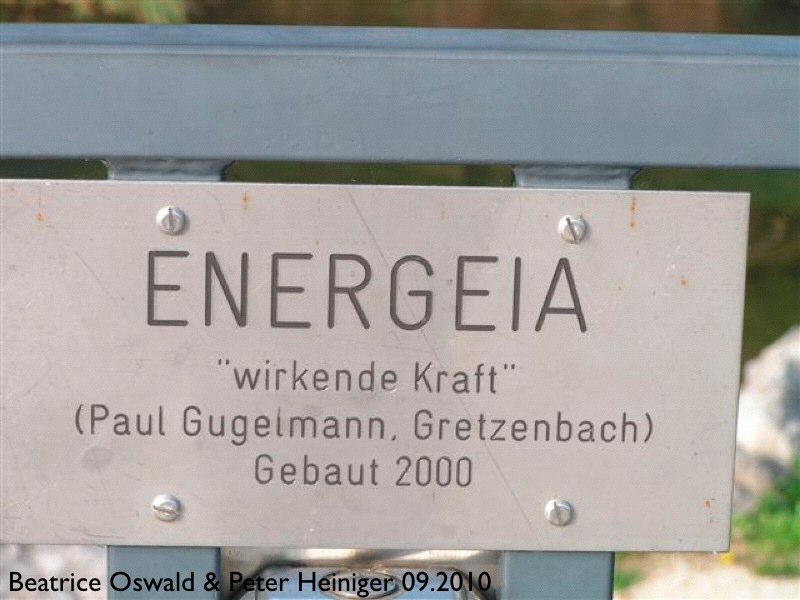 ENERGEIA
"wirkende Kraft"
(Paul Gugelmann, Gretzenbach)
Gebaut 2000
Beatrice Oswald & Peter Heiniger 09.2010